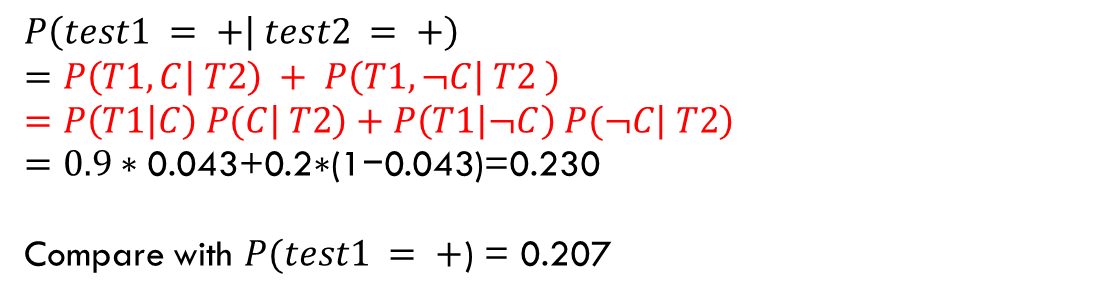 P(test1 = +| test2 = +)
= P(T1, C| T2) + P(T1, ¬C| T2 )
= P(T1|C) P(C| T2) + P(T1|¬C) P(¬C| T2)
= 0.9 ∗ 0.043+0.2∗(1−0.043)=0.230
Compare with P(test1 = +) = 0.207